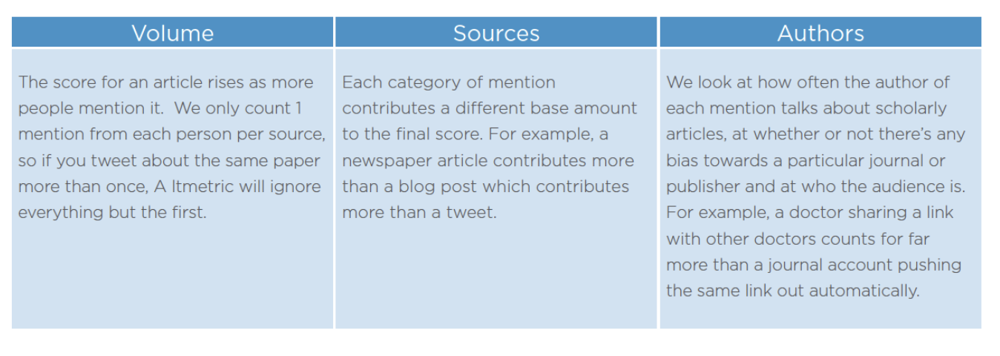 Volume
The score for an article rises as more
people mention it.  We only count 1
mention from each person per source,
so if you tweet about the same paper
more than once, A ltmetric will ignore
everything but the first.
Sources
Each category of mention
contributes a different base amount
to the final score. For example, a
newspaper article contributes more
than a blog post which contributes
more than a tweet.
Authors
We look at how often the author of
each mention talks about scholarly
articles, at whether or not there’s any
bias towards a particular journal or
publisher and at who the audience is.
For example, a doctor sharing a link
with other doctors counts for far
more than a journal account pushing
the same link out automatically.